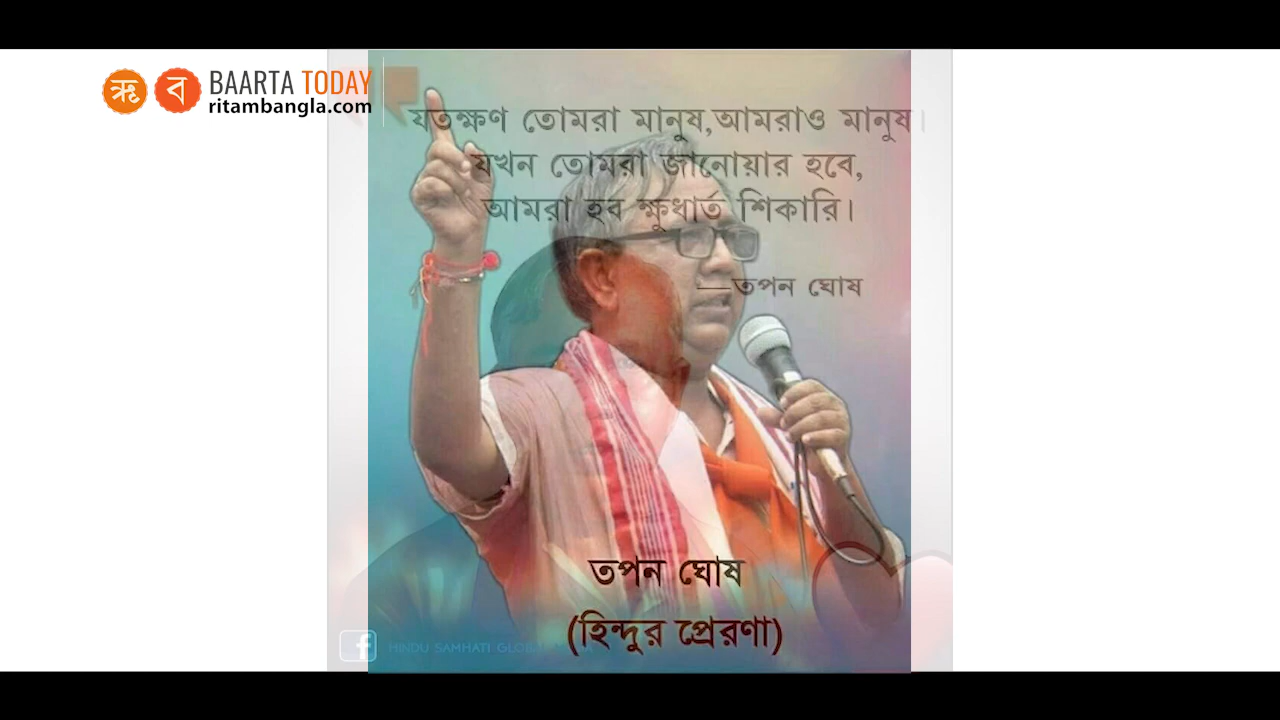 ঋ ব BAARTA TODAY
ritambangla.com
যতক্ষণ তোমরা মানুষ,আমরাও মানুষ।
যখন তোমরা জানোয়ার হবে,
আমরা হব ক্ষুধার্ত শিকারি।
—তপন ঘোষ
তপন ঘোষ
(হিন্দুর প্রেরণা)
f HINDU SAMHATI